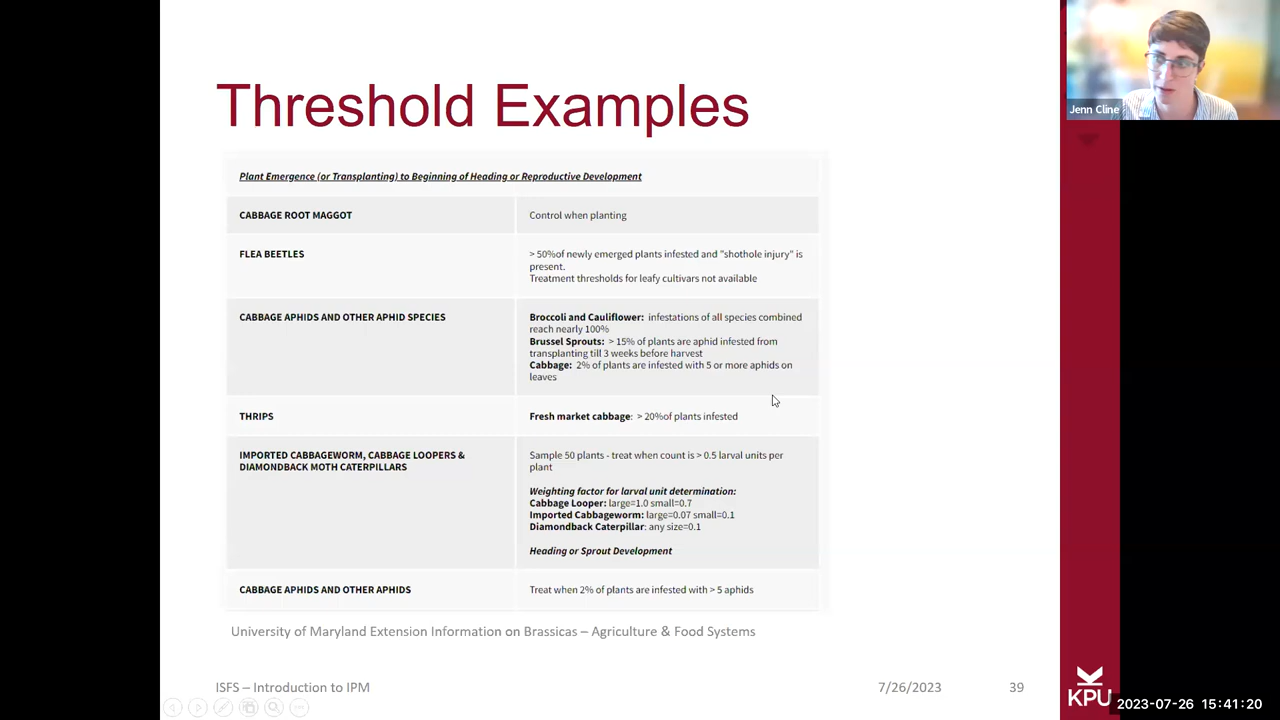 Threshold Examples
Jenn Cline
Plant Emergence (or Transplanting) to Beginning of Heading or Reproductive Development
CABBAGE ROOT MAGGOT
Control when planting
FLEA BEETLES
> 50%of newly emerged plants infested and "shothole injury" is
present.
Treatment thresholds for leafy cultivars not available
CABBAGE APHIDS AND OTHER APHID SPECIES
Broccoli and Cauliflower: infestations of all species combined
reach nearly 100%
Brussel Sprouts: > 15% of plants are aphid infested from
transplanting till 3 weeks before harvest
Cabbage: 2% of plants are infested with 5 or more aphids on
leaves
THRIPS
Fresh market cabbage: > 20%of plants infested
IMPORTED CABBAGEWORM, CABBAGE LOOPERS &
DIAMONDBACK MOTH CATERPILLARS
Sample 50 plants - treat when count is > 0.5 larval units per
plant
Weighting factor for larval unit determination:
Cabbage Looper: large=1.0 small=0.7
Imported Cabbageworm: large=0.07 small=0.1
Diamondback Caterpillar: any size=0.1
Heading or Sprout Development
CABBAGE APHIDS AND OTHER APHIDS
Treat when 2% of plants are infested with > 5 aphids
University of Maryland Extension Information on Brassicas – Agriculture & Food Systems
ISFS – Introduction to IPM
7/26/2023
39
KPU
2023-07-26 15:41:20